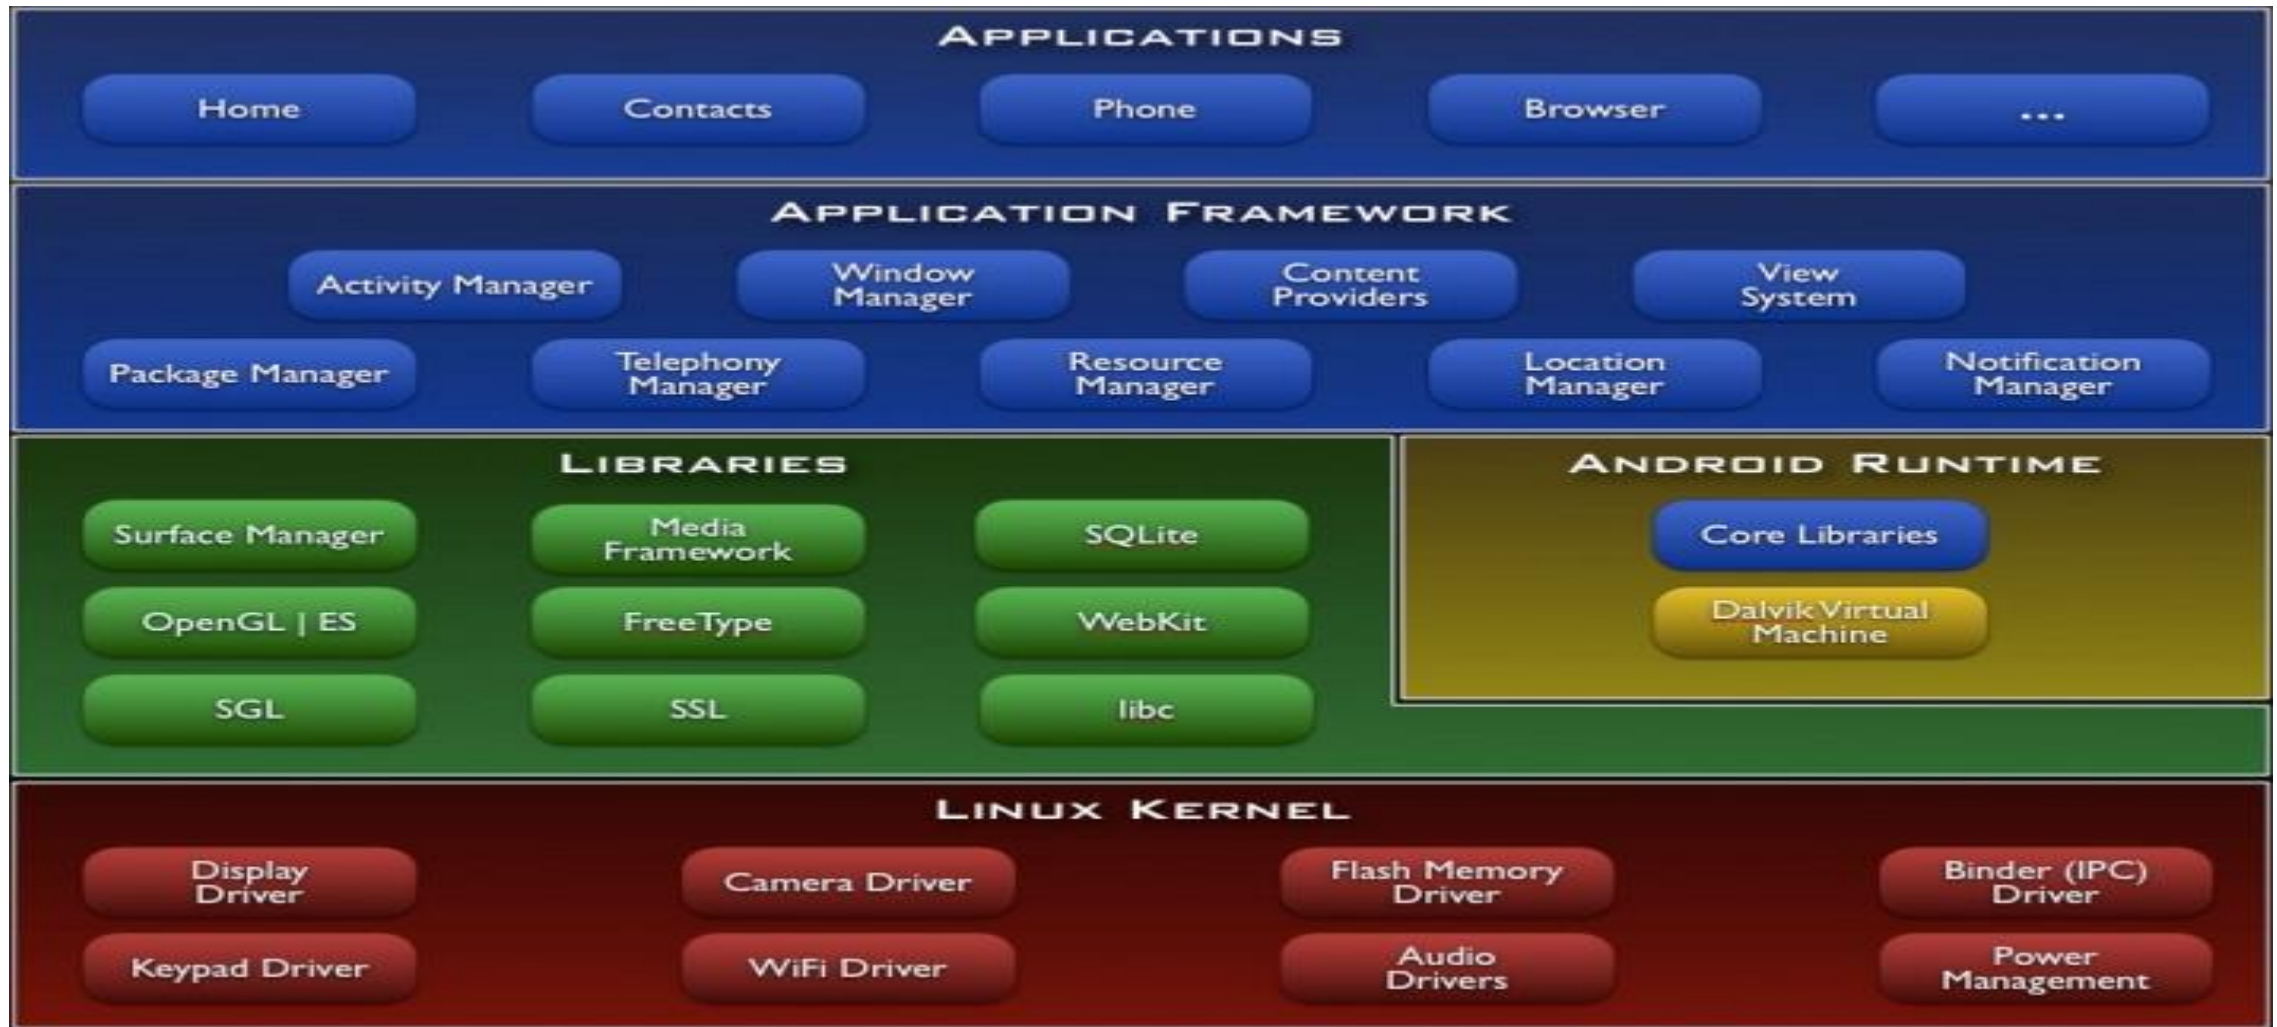 APPLICATIONS
Home
Contacts
Phone
Browser
...
APPLICATION FRAMEWORK
Activity Manager
Window
Manager
Content
Providers
View
System
Package Manager
Telephony
Manager
Resource
Manager
Location
Manager
Notification
Manager
LIBRARIES
Surface Manager
Media
Framework
SQLite
OpenGL | ES
FreeType
WebKit
SGL
SSL
libc
ANDROID RUNTIME
Core Libraries
Dalvik Virtual
Machine
LINUX KERNEL
Display
Driver
Camera Driver
Flash Memory
Driver
Binder (IPC)
Driver
Keypad Driver
WiFi Driver
Audio
Drivers
Power
Management